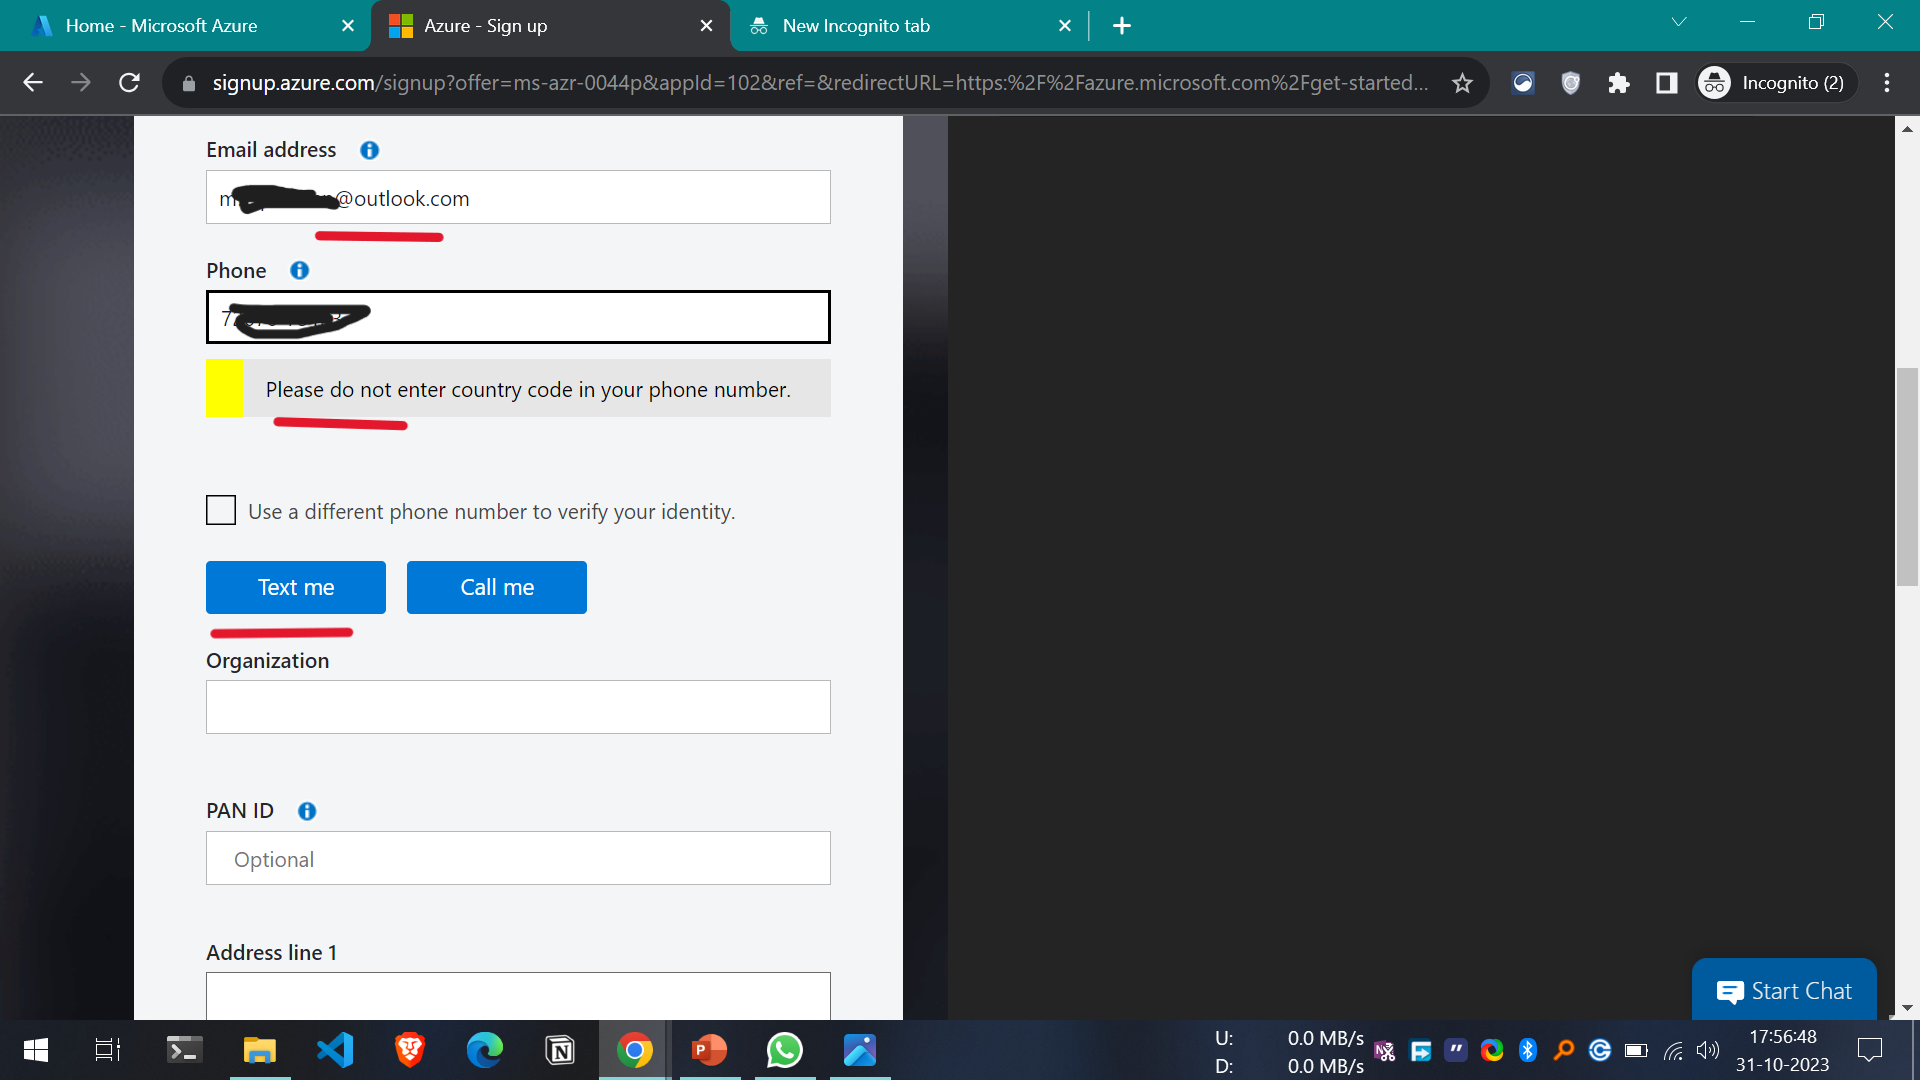 Home - Microsoft Azure
Azure - Sign up
New Incognito tab
signup.azure.com/signup?offer=ms-azr-0044p&appId=102&ref=&redirectURL=https:%2F%2Fazure.microsoft.com%2Fget-started...
Incognito (2)
Email address
@outlook.com
Phone
Please do not enter country code in your phone number.
Use a different phone number to verify your identity.
Text me
Call me
Organization
PAN ID
Optional
Address line 1
Start Chat
U: 0.0 MB/s
D: 0.0 MB/s
17:56:48
31-10-2023